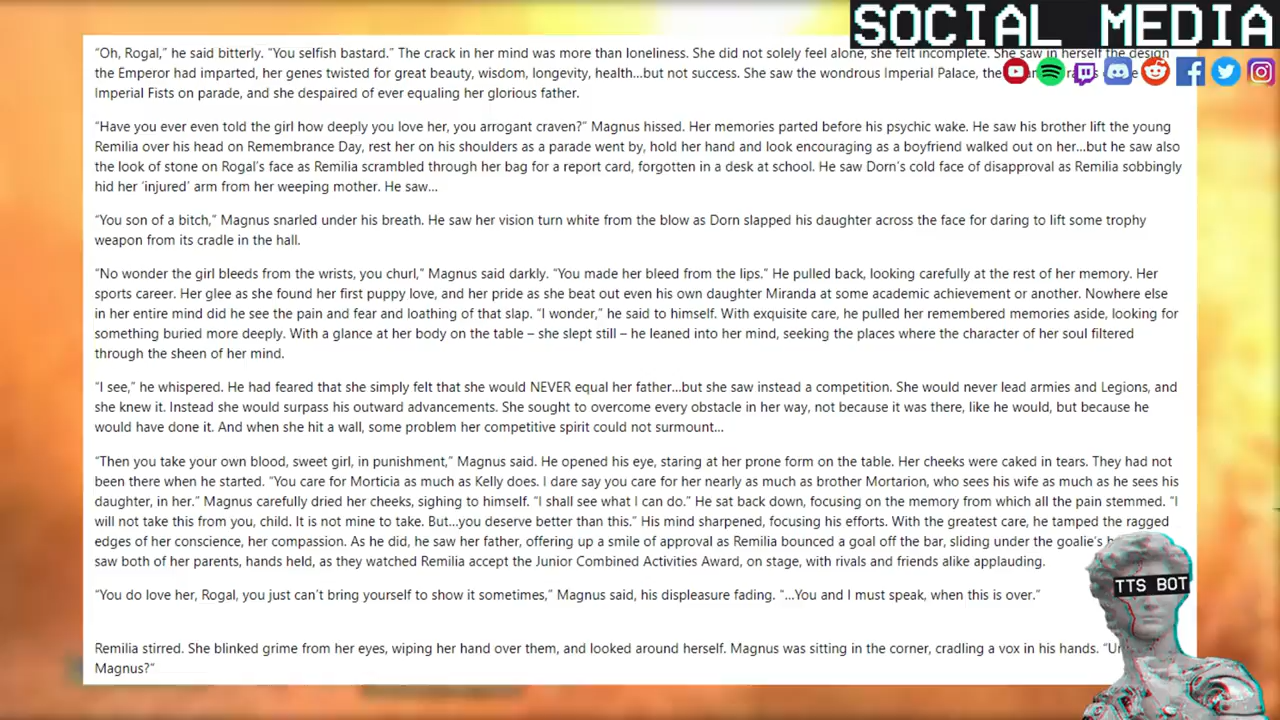 SOCIAL MEDIA
“Oh, Rogal,” he said bitterly. “You selfish bastard.” The crack in her mind was more than loneliness. She did not solely feel alone, she felt incomplete. She saw in herself the design
the Emperor had imparted, her genes twisted for great beauty, wisdom, longevity, health…but not success. She saw the wondrous Imperial Palace, the
Imperial Fists on parade, and she despaired of ever equaling her glorious father.
“Have you ever even told the girl how deeply you love her, you arrogant craven?” Magnus hissed. Her memories parted before his psychic wake. He saw his brother lift the young
Remilia over his head on Remembrance Day, rest her on his shoulders as a parade went by, hold her hand and look encouraging as a boyfriend walked out on her…but he saw also
the look of stone on Rogal’s face as Remilia scrambled through her bag for a report card, forgotten in a desk at school. He saw Dorn’s cold face of disapproval as Remilia sobbingly
hid her ‘injured’ arm from her weeping mother. He saw…
“You son of a bitch,” Magnus snarled under his breath. He saw her vision turn white from the blow as Dorn slapped his daughter across the face for daring to lift some trophy
weapon from its cradle in the hall.
“No wonder the girl bleeds from the wrists, you churl,” Magnus said darkly. “You made her bleed from the lips.” He pulled back, looking carefully at the rest of her memory. Her
sports career. Her glee as she found her first puppy love, and her pride as she beat out even his own daughter Miranda at some academic achievement or another. Nowhere else
in her entire mind did he see the pain and fear and loathing of that slap. “I wonder,” he said to himself. With exquisite care, he pulled her remembered memories aside, looking for
something buried more deeply. With a glance at her body on the table – she slept still – he leaned into her mind, seeking the places where the character of her soul filtered
through the sheen of her mind.
“I see,” he whispered. He had feared that she simply felt that she would NEVER equal her father…but she saw instead a competition. She would never lead armies and Legions, and
she knew it. Instead she would surpass his outward advancements. She sought to overcome every obstacle in her way, not because it was there, like he would, but because he
would have done it. And when she hit a wall, some problem her competitive spirit could not surmount…
“Then you take your own blood, sweet girl, in punishment,” Magnus said. He opened his eye, staring at her prone form on the table. Her cheeks were caked in tears. They had not
been there when he started. “You care for Morticia as much as Kelly does. I dare say you care for her nearly as much as brother Mortarion, who sees his wife as much as he sees his
daughter, in her.” Magnus carefully dried her cheeks, sighing to himself. “I shall see what I can do.” He sat back down, focusing on the memory from which all the pain stemmed. “I
will not take this from you, child. It is not mine to take. But…you deserve better than this.” His mind sharpened, focusing his efforts. With the greatest care, he tamped the ragged
edges of her conscience, her compassion. As he did, he saw her father, offering up a smile of approval as Remilia bounced a goal off the bar, sliding under the goalie’s
saw both of her parents, hands held, as they watched Remilia accept the Junior Combined Activities Award, on stage, with rivals and friends alike applauding.
“You do love her, Rogal, you just can’t bring yourself to show it sometimes,” Magnus said, his displeasure fading. “…You and I must speak, when this is over.”
Remilia stirred. She blinked grime from her eyes, wiping her hand over them, and looked around herself. Magnus was sitting in the corner, cradling a vox in his hands.
Magnus?”
TTS BOT